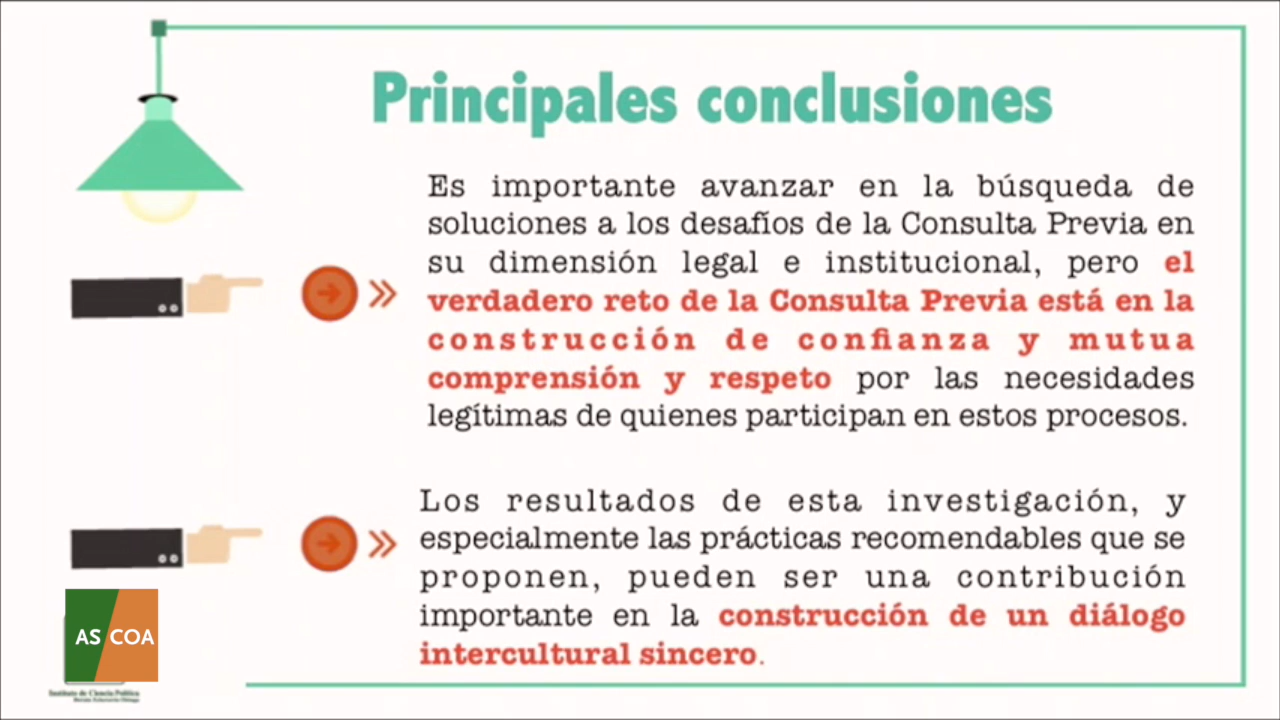 Principales conclusiones
Es importante avanzar en la búsqueda de
soluciones a los desafíos de la Consulta Previa en
su dimensión legal e institucional, pero el
verdadero reto de la Consulta Previa está en la
construcción de confianza y mutua
comprensión y respeto por las necesidades
legítimas de quienes participan en estos procesos.
Los resultados de esta investigación, y
especialmente las prácticas recomendables que se
proponen, pueden ser una contribución
importante en la construcción de un diálogo
intercultural sincero.
AS COA
Instituto de Ciencia Política